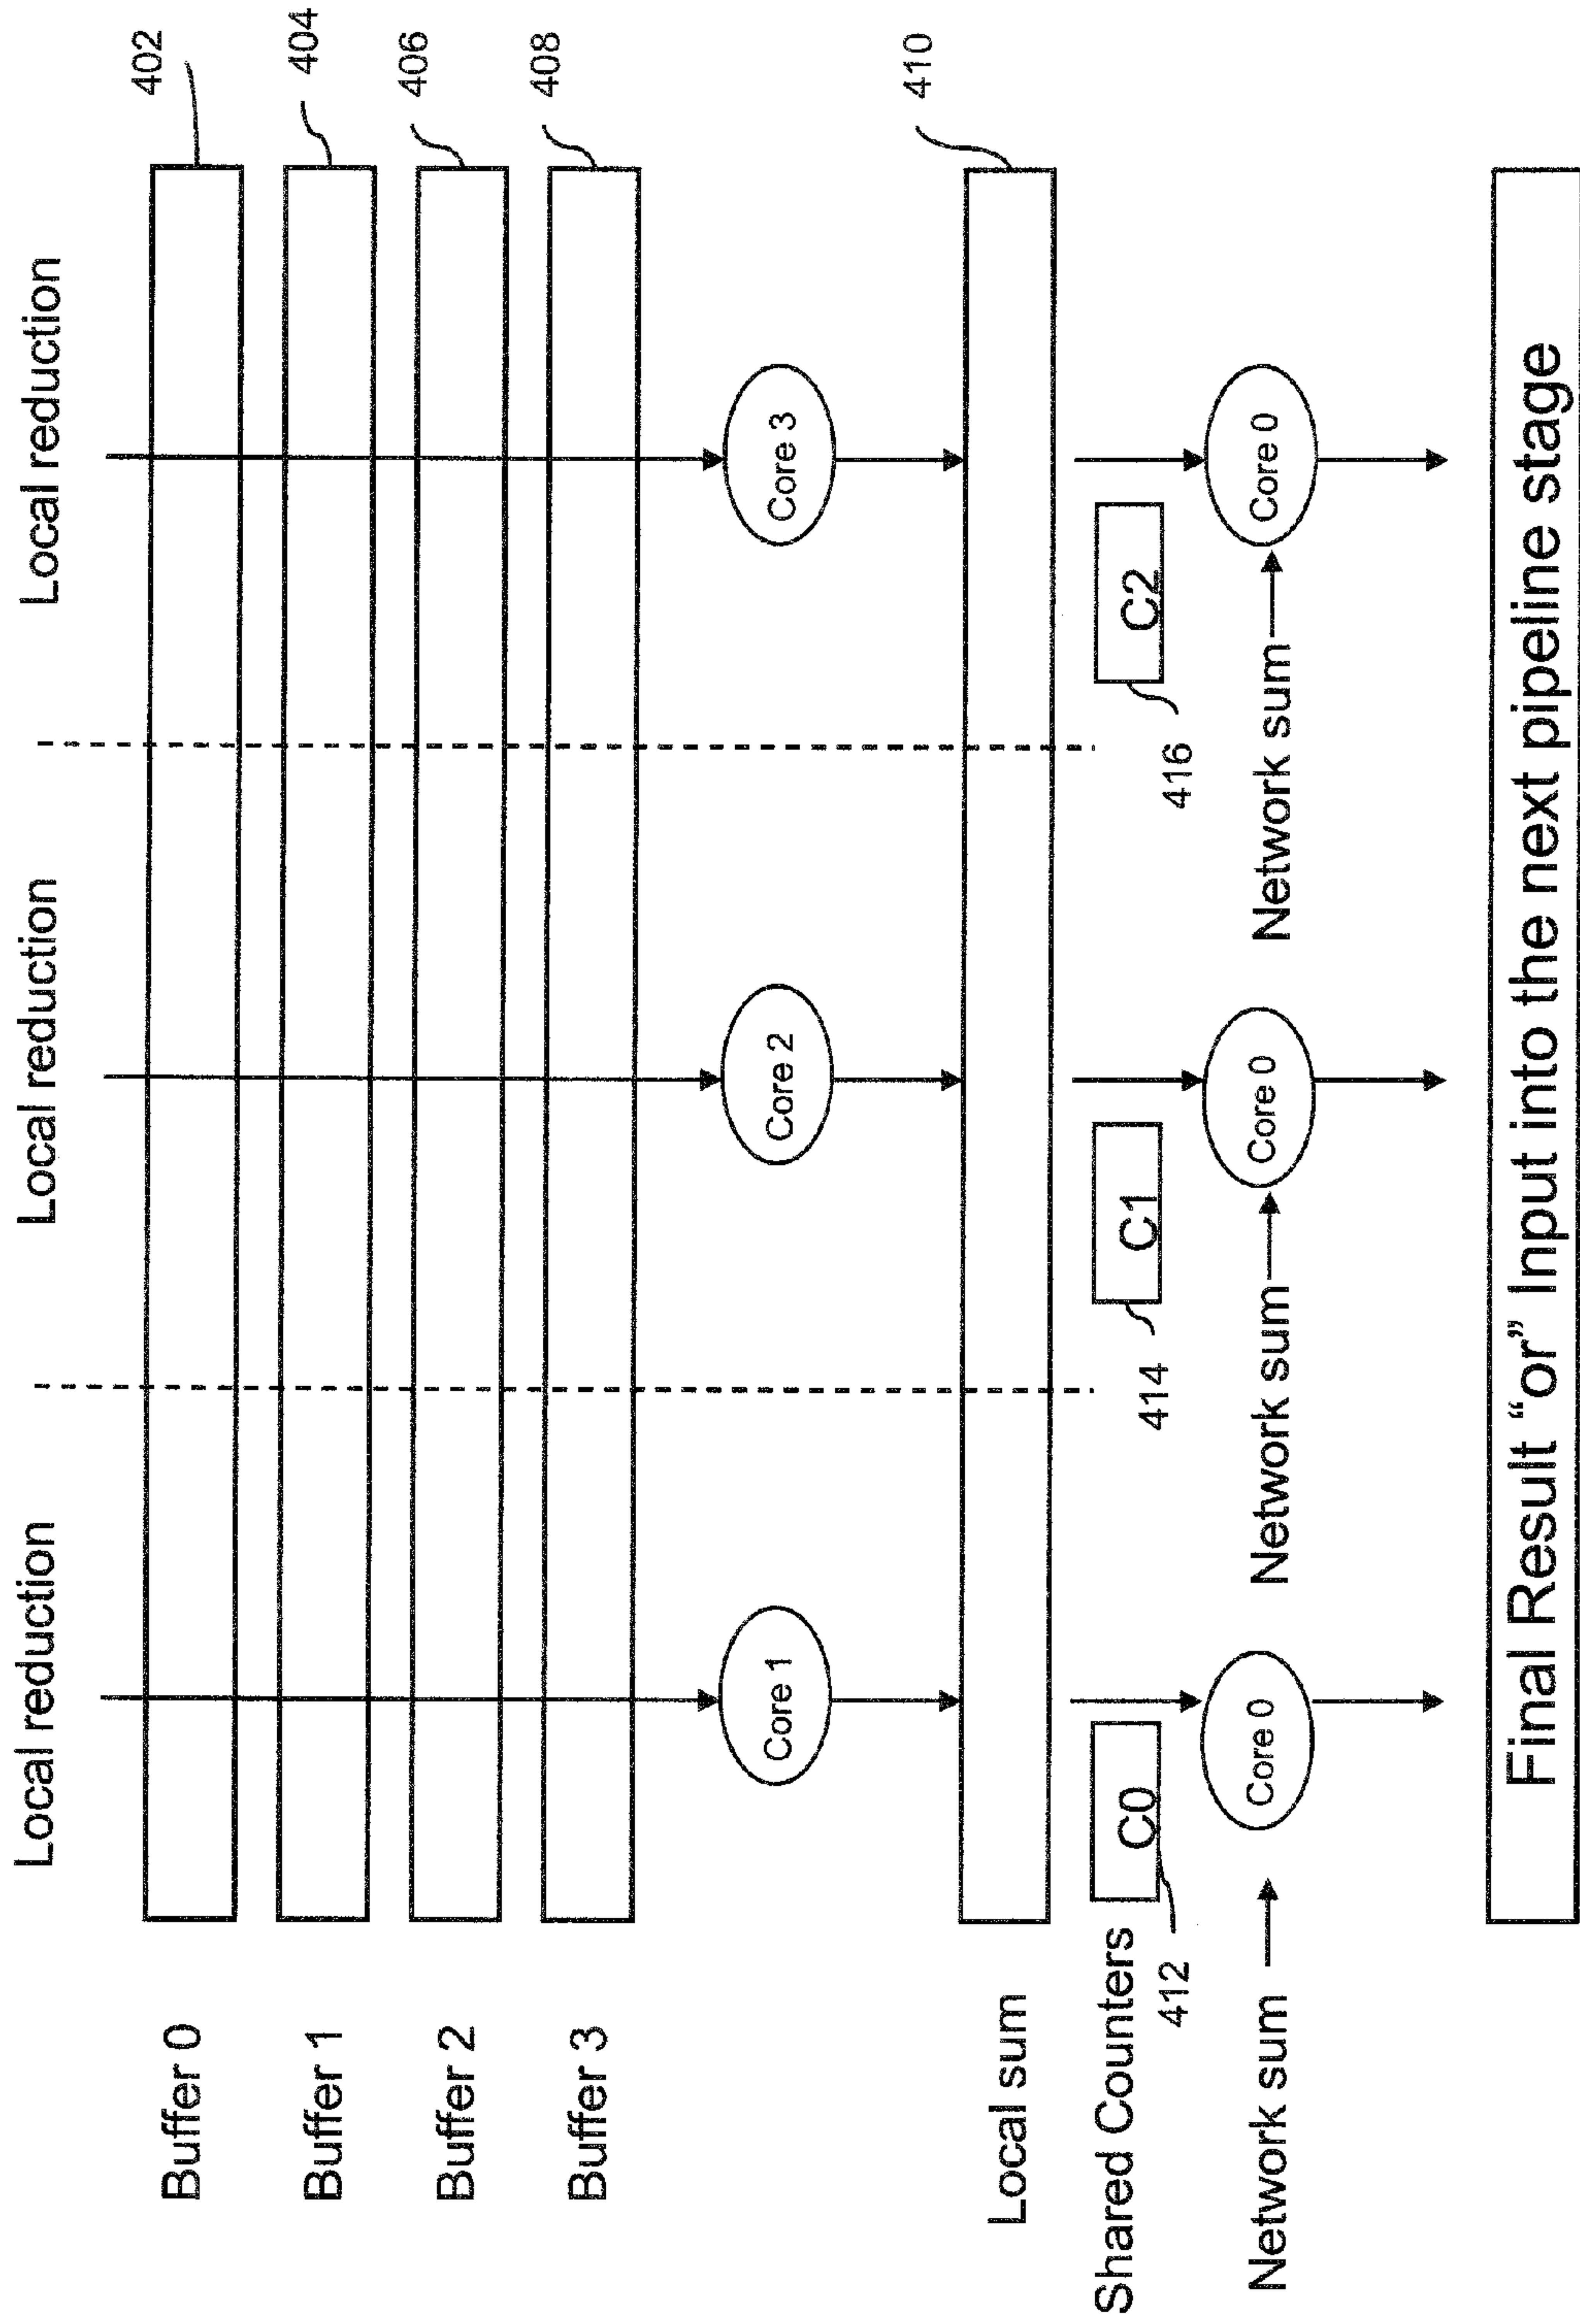 Local reduction
Local reduction
Local reduction
402
Buffer 0
404
Buffer 1
406
Buffer 2
408
Buffer 3
Core 1
Core 2
Core 3
410
Local sum
Shared Counters
C0
C1
C2
412
414
416
Network sum
Core 0
Network sum
Core 0
Network sum
Core 0
Final Result “or” Input into the next pipeline stage